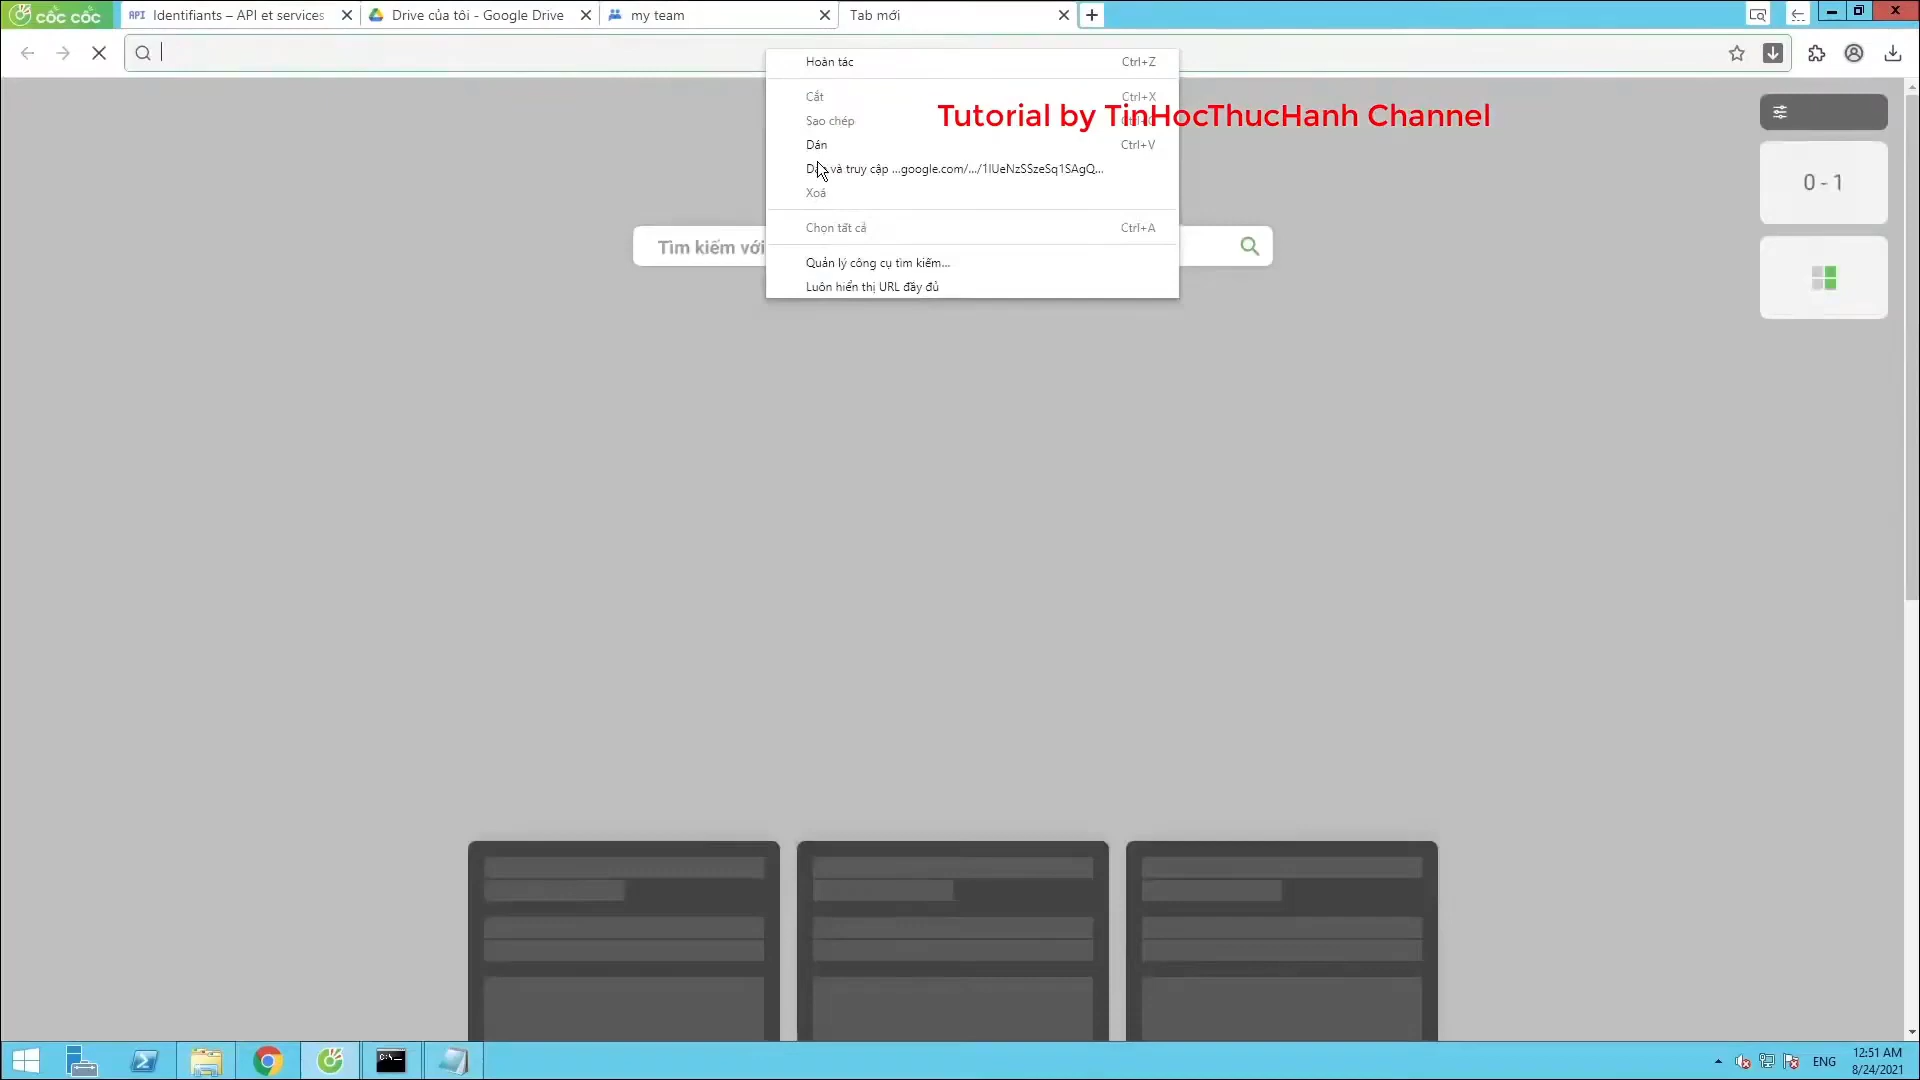 cốc cốc
API Identifiants – API et services
Drive của tôi - Google Drive
my team
Tab mới
Hoàn tác Ctrl+Z
Cắt Ctrl+X
Tutorial by TinHocThucHanh Channel
Sao chép
Dán Ctrl+V
và truy cập ...google.com/.../1IUeNzSSzeSq1SAgQ...
Xoá
0 - 1
Chọn tất cả Ctrl+A
Tìm kiếm với
Quản lý công cụ tìm kiếm...
Luôn hiển thị URL đầy đủ
C:\_
ENG
12:51 AM
8/24/2021